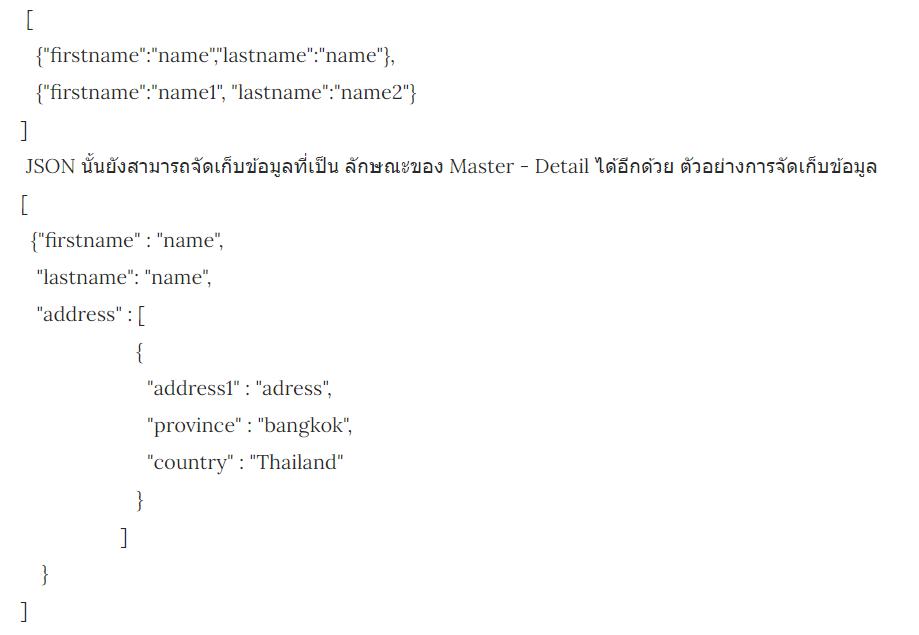 [
{"firstname":"name","lastname":"name"},
{"firstname":"name1", "lastname":"name2"}
]
JSON นั้นยังสามารถจัดเก็บข้อมูลที่เป็น ลักษณะของ Master - Detail ได้อีกด้วย ตัวอย่างการจัดเก็บข้อมูล
[
{"firstname" : "name",
"lastname": "name",
"address" : [
{
"address1" : "adress",
"province" : "bangkok",
"country" : "Thailand"
}
]
}
]